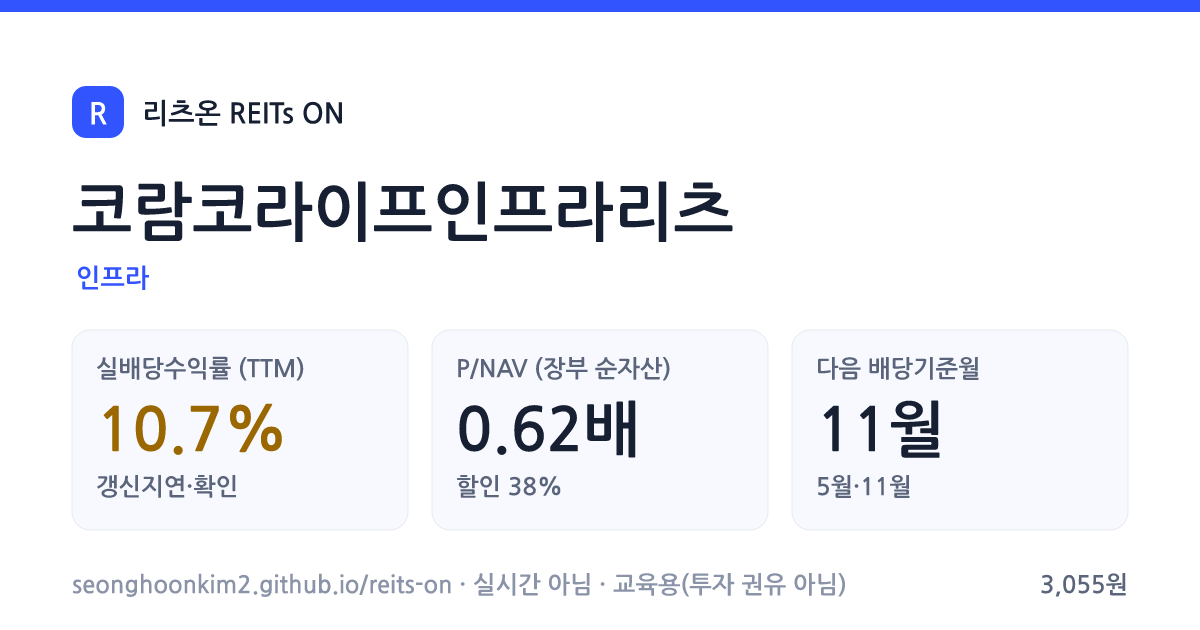 R 리츠온 REITs ON
코람코라이프인프라리츠
인프라
실배당수익률 (TTM)
10.7%
갱신지연·확인
P/NAV (장부 순자산)
0.62배
할인 38%
다음 배당기준월
11월
5월·11월
seonghoonkim2.github.io/reits-on · 실시간 아님 · 교육용(투자 권유 아님)
3,055원